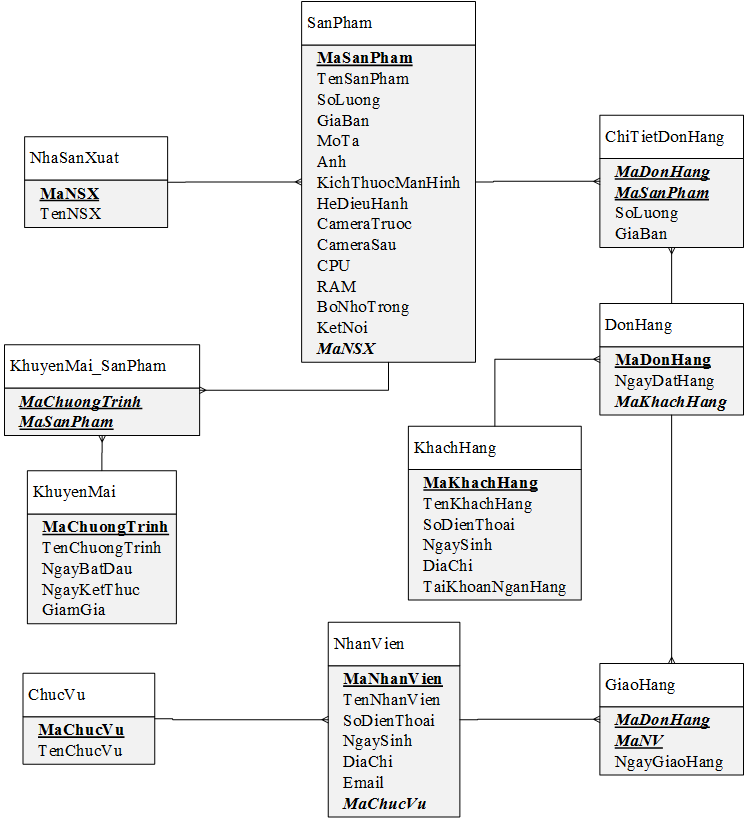 SanPham
MaSanPham
TenSanPham
SoLuong
GiaBan
MoTa
Anh
KichThuocManHinh
HeDieuHanh
CameraTruoc
CameraSau
CPU
RAM
BoNhoTrong
KetNoi
MaNSX
NhaSanXuat
MaNSX
TenNSX
ChiTietDonHang
MaDonHang
MaSanPham
SoLuong
GiaBan
DonHang
MaDonHang
NgayDatHang
MaKhachHang
KhuyenMai_SanPham
MaChuongTrinh
MaSanPham
KhachHang
MaKhachHang
TenKhachHang
SoDienThoai
NgaySinh
DiaChi
TaiKhoanNganHang
KhuyenMai
MaChuongTrinh
TenChuongTrinh
NgayBatDau
NgayKetThuc
GiamGia
NhanVien
MaNhanVien
TenNhanVien
SoDienThoai
NgaySinh
DiaChi
Email
MaChucVu
ChucVu
MaChucVu
TenChucVu
GiaoHang
MaDonHang
MaNV
NgayGiaoHang